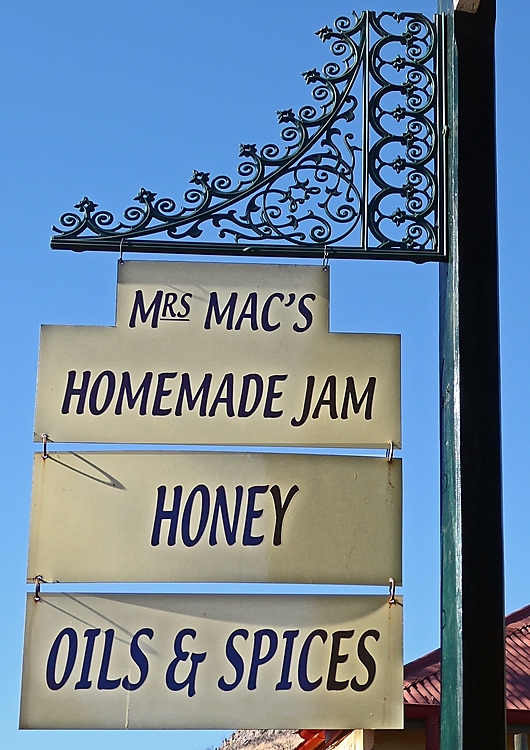 MRS MAC'S
HOMEMADE JAM
HONEY
OILS & SPICES